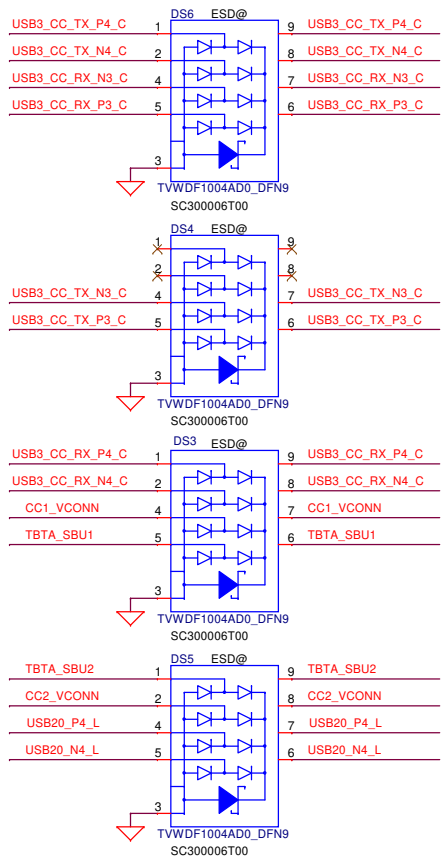 DS6 ESD@
USB3_CC_TX_P4_C 1 9 USB3_CC_TX_P4_C
USB3_CC_TX_N4_C 2 8 USB3_CC_TX_N4_C
USB3_CC_RX_N3_C 4 7 USB3_CC_RX_N3_C
USB3_CC_RX_P3_C 5 6 USB3_CC_RX_P3_C
3
TVWDF1004AD0_DFN9
SC300006T00
DS4 ESD@
1 9
2 8
USB3_CC_TX_N3_C 4 7 USB3_CC_TX_N3_C
USB3_CC_TX_P3_C 5 6 USB3_CC_TX_P3_C
3
TVWDF1004AD0_DFN9
SC300006T00
DS3 ESD@
USB3_CC_RX_P4_C 1 9 USB3_CC_RX_P4_C
USB3_CC_RX_N4_C 2 8 USB3_CC_RX_N4_C
CC1_VCONN 4 7 CC1_VCONN
TBTA_SBU1 5 6 TBTA_SBU1
3
TVWDF1004AD0_DFN9
SC300006T00
DS5 ESD@
TBTA_SBU2 1 9 TBTA_SBU2
CC2_VCONN 2 8 CC2_VCONN
USB20_P4_L 4 7 USB20_P4_L
USB20_N4_L 5 6 USB20_N4_L
3
TVWDF1004AD0_DFN9
SC300006T00